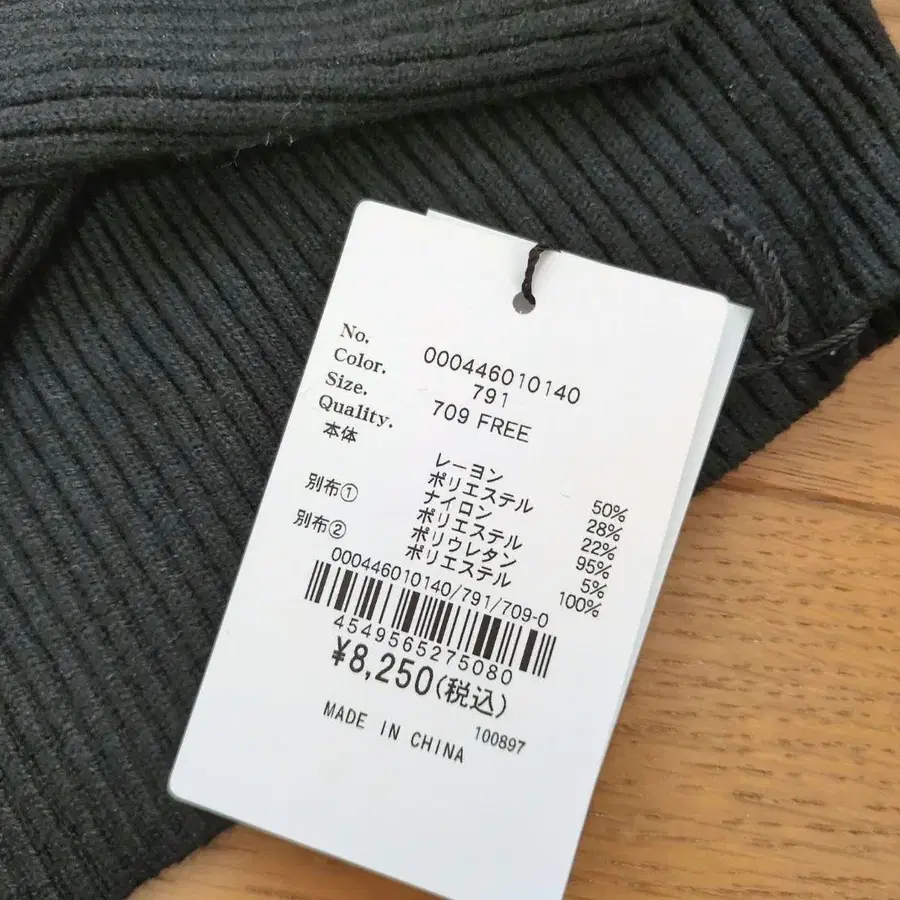 No. 000446010140
Color. 791
Size. 709 FREE
Quality.
本体 レーヨン 50%
ポリエステル 28%
ナイロン 22%
別布① ポリエステル 95%
ポリウレタン 5%
別布② ポリエステル 100%
000446010140/791/709-0
4549565275080
¥8,250(税込)
100897
MADE IN CHINA